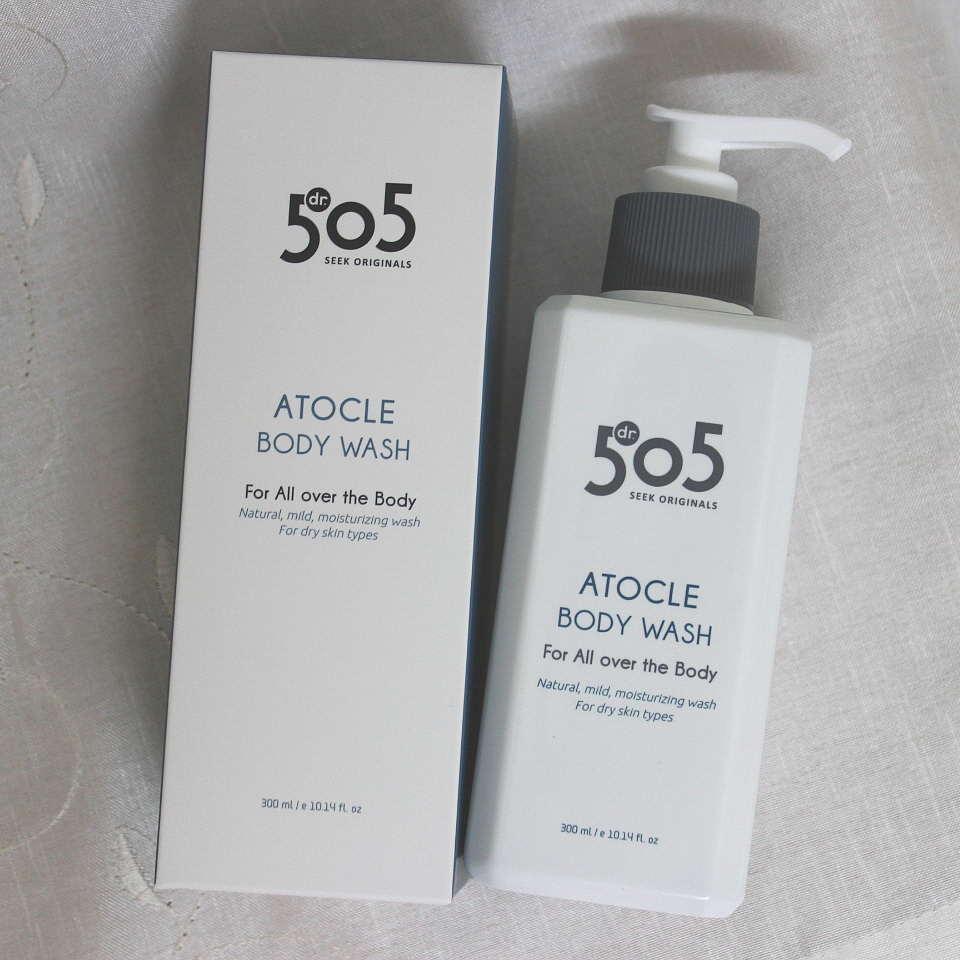 dr.
505
SEEK ORIGINALS
ATOCLE
BODY WASH
For All over the Body
Natural, mild, moisturizing wash
For dry skin types
300 ml / e 10.14 fl. oz
dr.
505
SEEK ORIGINALS
ATOCLE
BODY WASH
For All over the Body
Natural, mild, moisturizing wash
For dry skin types
300 ml / e 10.14 fl. oz